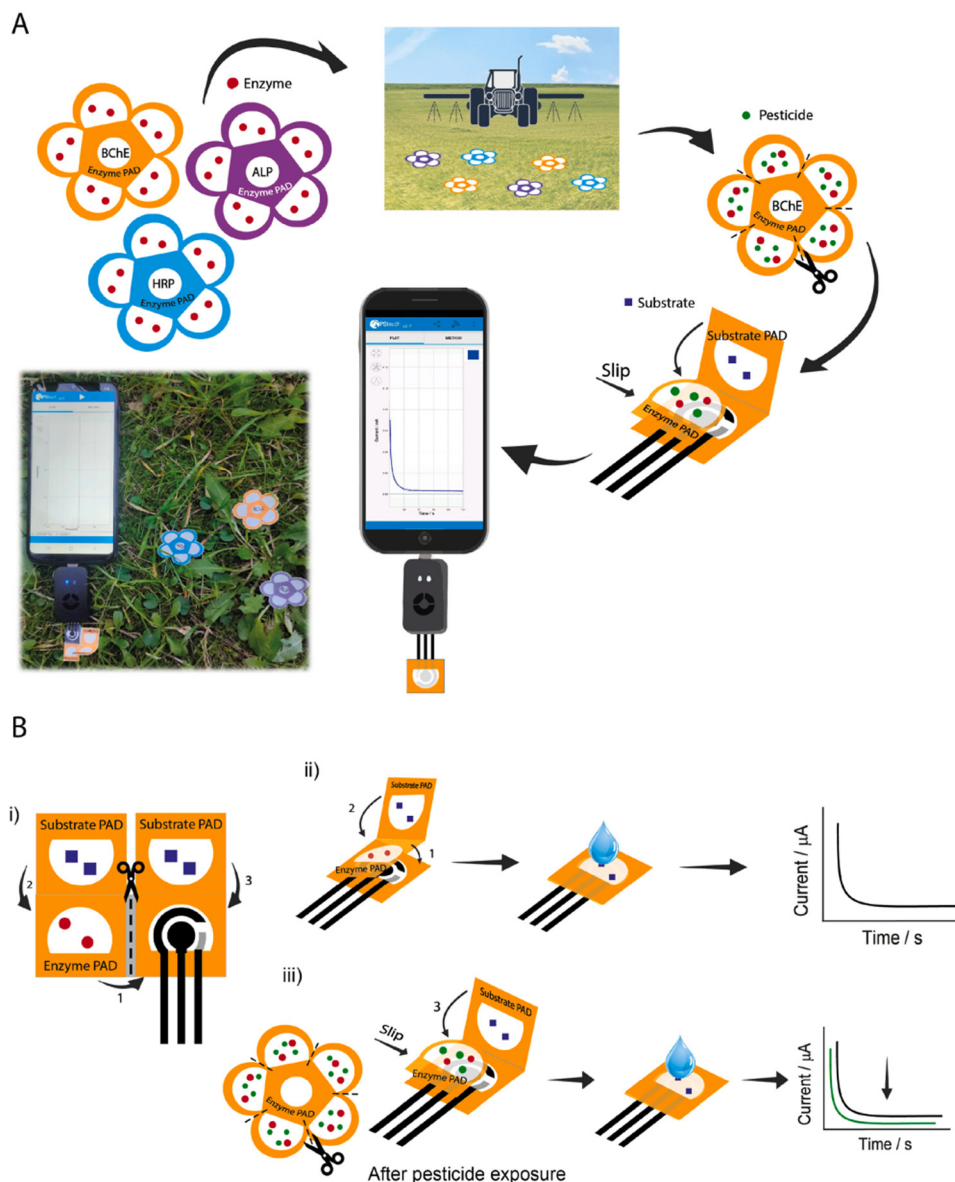 A
Enzyme
BChE
Enzyme PAD
ALP
Enzyme PAD
HRP
Enzyme PAD
Pesticide
BChE
Enzyme PAD
Substrate
Substrate PAD
Slip
Enzyme PAD
PLOT
METHOD
Time / s
B
i)
Substrate PAD
Substrate PAD
2
3
Enzyme PAD
1
ii)
Substrate PAD
2
1
Enzyme PAD
Current / μA
Time / s
iii)
Substrate PAD
3
Slip
Enzyme PAD
Enzyme PAD
Current / μA
Time / s
After pesticide exposure